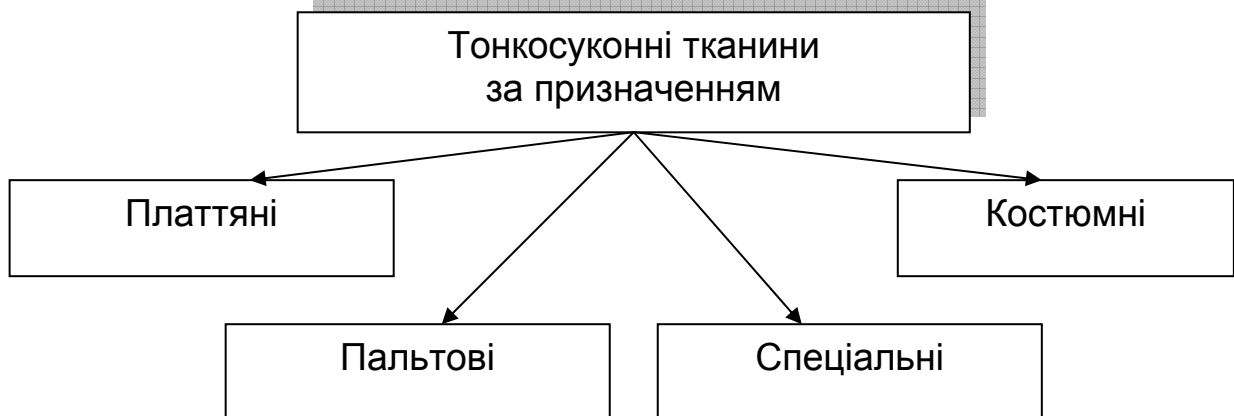 Тонкосуконні тканини
за призначенням
Платтяні
Костюмні
Пальтові
Спеціальні